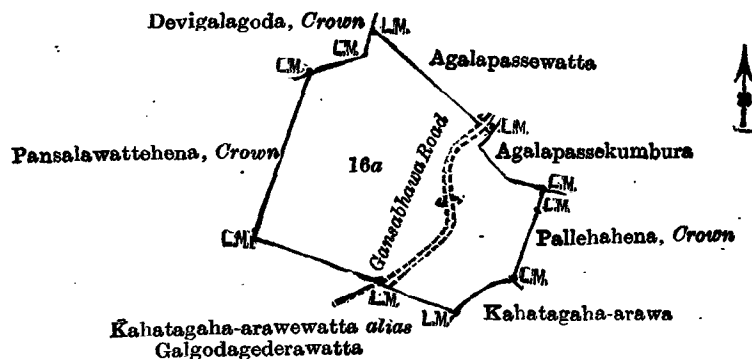 Devigalagoda, Crown L.M.
L.M.
Agalapassewatta
L.M.
L.M.
Agalapassekumbura
Pansalawattehena, Crown
16a
Gansabhawa Road
L.M.
L.M.
Pallehahena, Crown
L.M.
L.M.
L.M.
L.M.
Kahatagaha-arawa
Kahatagaha-arawewatta alias
Galgodagederawatta